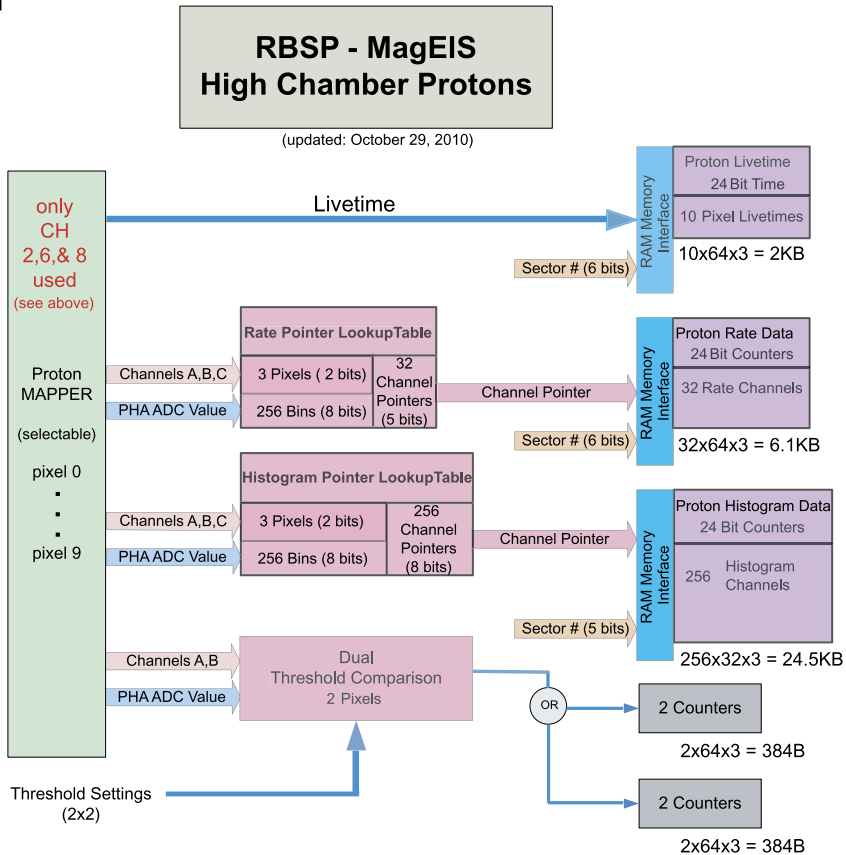 RBSP - MagEIS
High Chamber Protons
(updated: October 29, 2010)
only
CH
2,6,& 8
used
(see above)
Proton
MAPPER
(selectable)
pixel 0
.
.
.
pixel 9
Livetime
Sector # (6 bits)
RAM Memory
Interface
Proton Livetime
24 Bit Time
10 Pixel Livetimes
10x64x3 = 2KB
Channels A,B,C
PHA ADC Value
Rate Pointer LookupTable
3 Pixels ( 2 bits)
256 Bins (8 bits)
32
Channel
Pointers
(5 bits)
Channel Pointer
Sector # (6 bits)
RAM Memory
Interface
Proton Rate Data
24 Bit Counters
32 Rate Channels
32x64x3 = 6.1KB
Channels A,B,C
PHA ADC Value
Histogram Pointer LookupTable
3 Pixels (2 bits)
256 Bins (8 bits)
256
Channel
Pointers
(8 bits)
Channel Pointer
Sector # (5 bits)
RAM Memory
Interface
Proton Histogram Data
24 Bit Counters
256 Histogram
Channels
256x32x3 = 24.5KB
Channels A,B
PHA ADC Value
Dual
Threshold Comparison
2 Pixels
OR
2 Counters
2x64x3 = 384B
2 Counters
2x64x3 = 384B
Threshold Settings
(2x2)